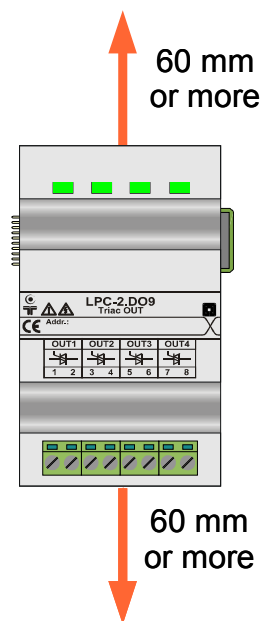 60 mm
or more
LPC-2.DO9
Triac OUT
CE Addr.:
OUT1 OUT2 OUT3 OUT4
1 2 3 4 5 6 7 8
60 mm
or more